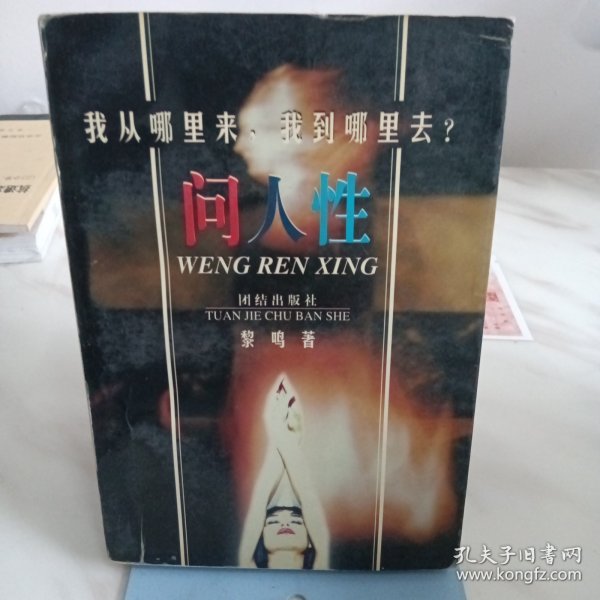 我从哪里来，我到哪里去?
问人性
WENG REN XING
团结出版社
TUAN JIE CHU BAN SHE
黎鸣著
孔夫子旧书网
www.kongfz.com